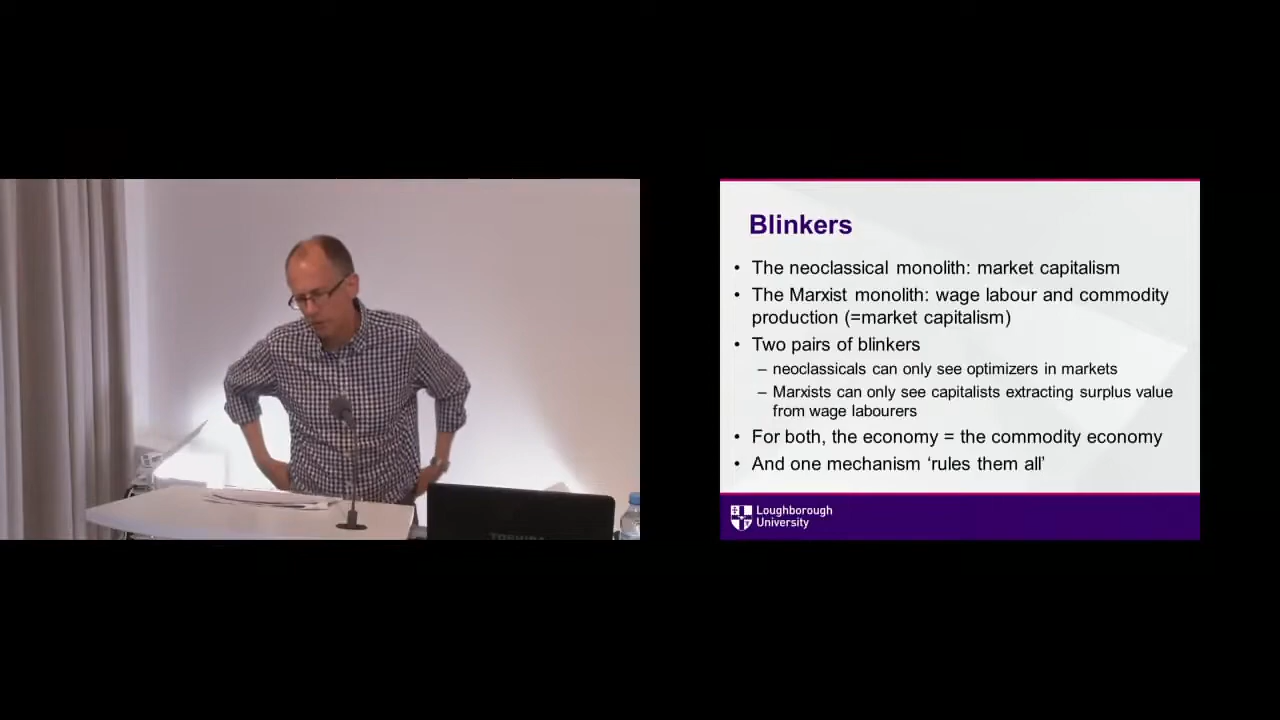 Blinkers
• The neoclassical monolith: market capitalism
• The Marxist monolith: wage labour and commodity
production (=market capitalism)
• Two pairs of blinkers
– neoclassicals can only see optimizers in markets
– Marxists can only see capitalists extracting surplus value
from wage labourers
• For both, the economy = the commodity economy
• And one mechanism ‘rules them all’
Loughborough
University
TOSHIBA